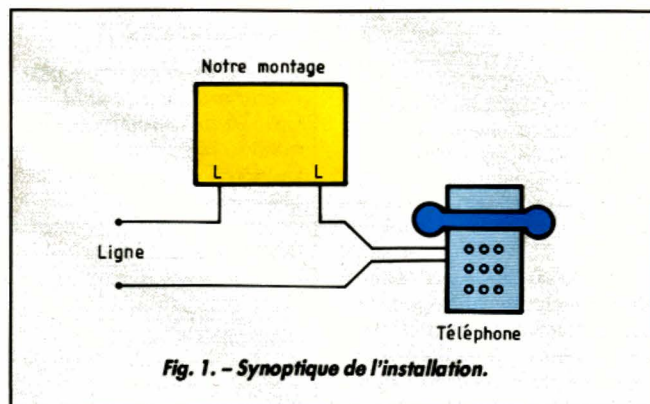 Notre montage
L L
Ligne
Téléphone
Fig. 1. – Synoptique de l'installation.